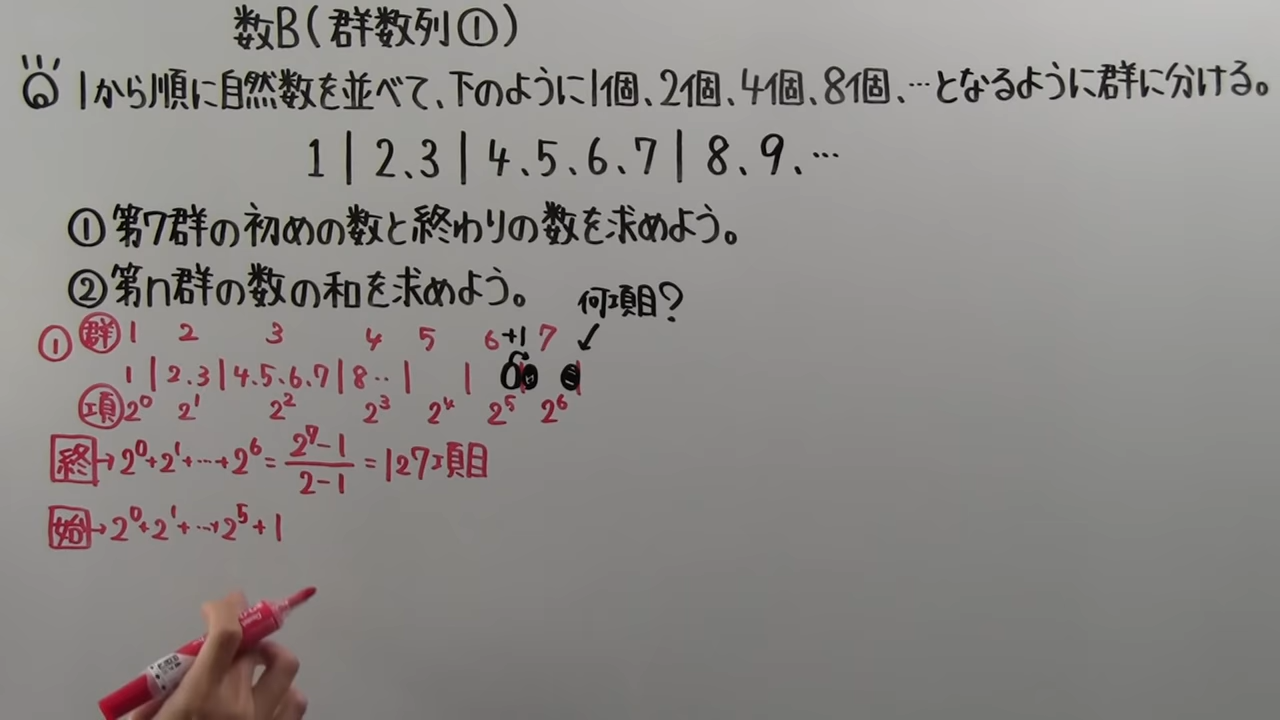 数B(群数列①)
1から順に自然数を並べて、下のように1個、2個、4個、8個、…となるように群に分ける。
1 | 2.3 | 4.5.6.7 | 8.9.…
①第7群の初めの数と終わりの数を求めよう。
②第n群の数の和を求めよう。
何項目?
① 群 1 2 3 4 5 6 +1 7
1 | 2.3 | 4.5.6.7 | 8.. | |
項 2⁰ 2¹ 2² 2³ 2⁴ 2⁵ 2⁶
終→2⁰+2¹+…+2⁶ = (2⁷-1)/(2-1) = 127項目
始→2⁰+2¹+…+2⁵+1